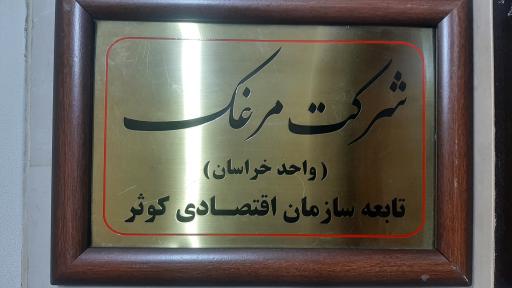 شرکت مرغک
(واحد خراسان)
تابعه سازمان اقتصادی کوثر